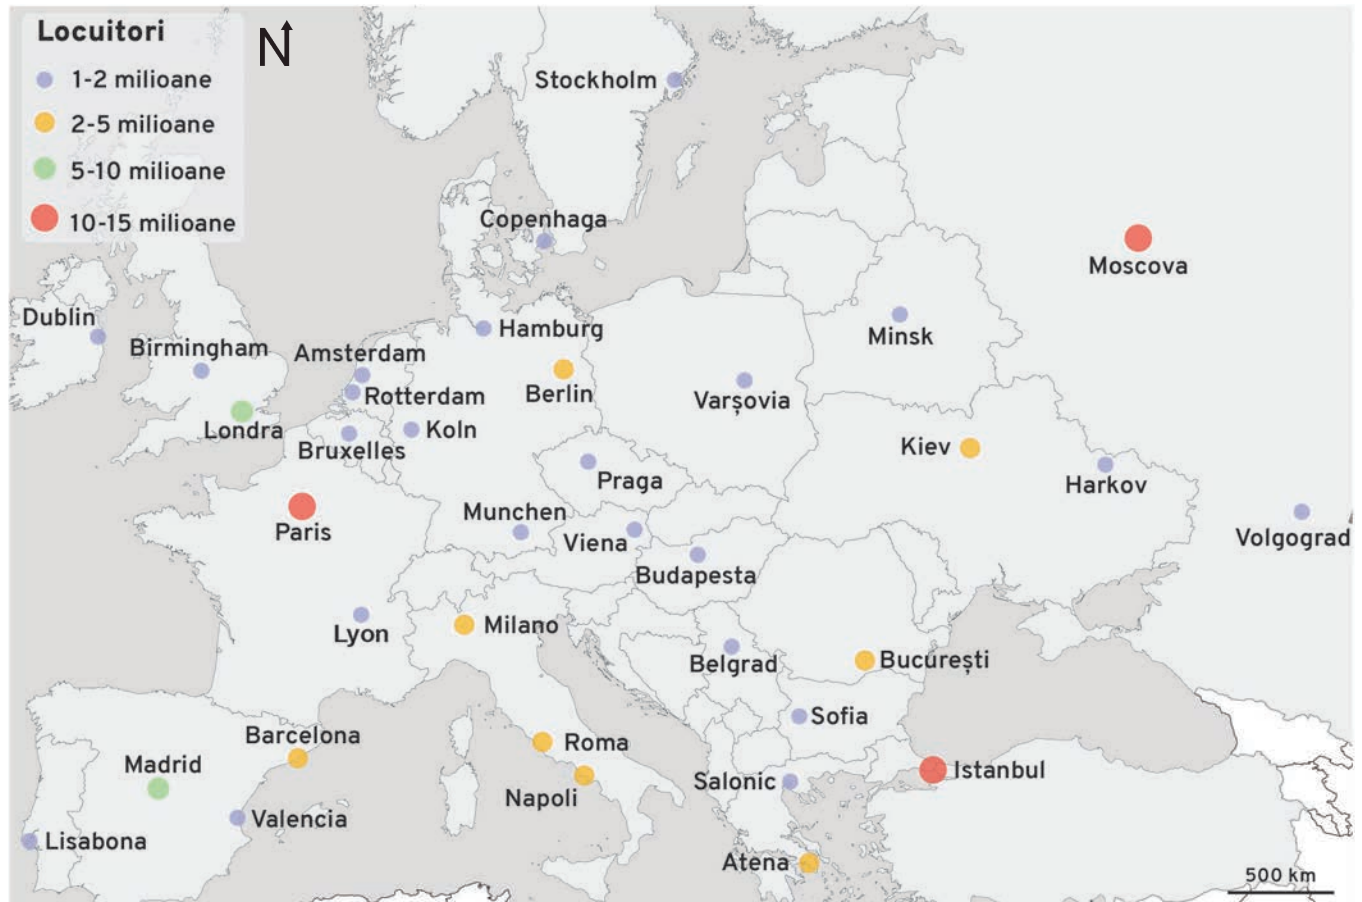 Locuitori
N
1-2 milioane
2-5 milioane
5-10 milioane
10-15 milioane
Stockholm
Copenhaga
Moscova
Dublin
Hamburg
Minsk
Birmingham
Amsterdam
Rotterdam
Berlin
Varșovia
Londra
Koln
Bruxelles
Kiev
Harkov
Praga
Munchen
Paris
Viena
Volgograd
Budapesta
Lyon
Milano
Belgrad
București
Sofia
Barcelona
Roma
Madrid
Napoli
Salonic
Istanbul
Valencia
Lisabona
Atena
500 km